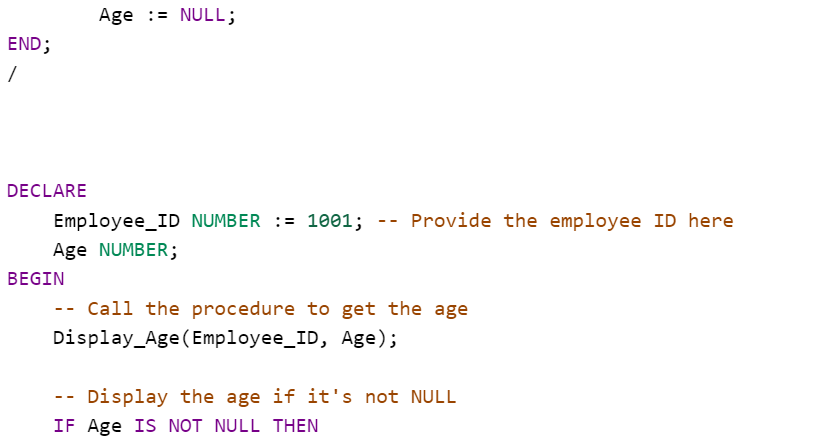 Age := NULL;
END;
/
DECLARE
    Employee_ID NUMBER := 1001; -- Provide the employee ID here
    Age NUMBER;
BEGIN
    -- Call the procedure to get the age
    Display_Age(Employee_ID, Age);
    -- Display the age if it's not NULL
    IF Age IS NOT NULL THEN